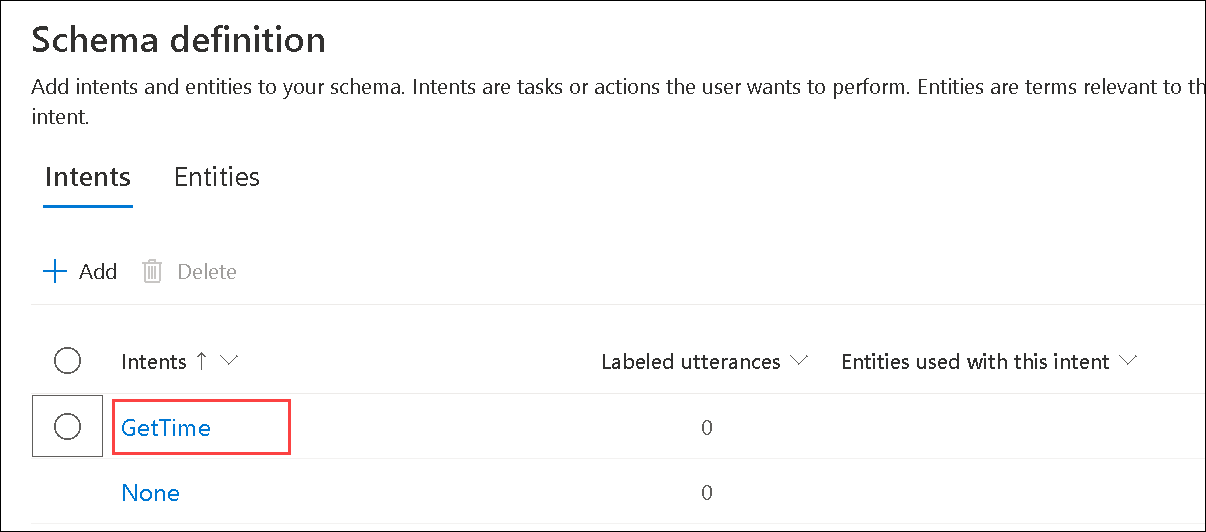 Schema definition
Add intents and entities to your schema. Intents are tasks or actions the user wants to perform. Entities are terms relevant to th
intent.
Intents Entities
Add Delete
Intents ↑ Labeled utterances Entities used with this intent
GetTime 0
None 0